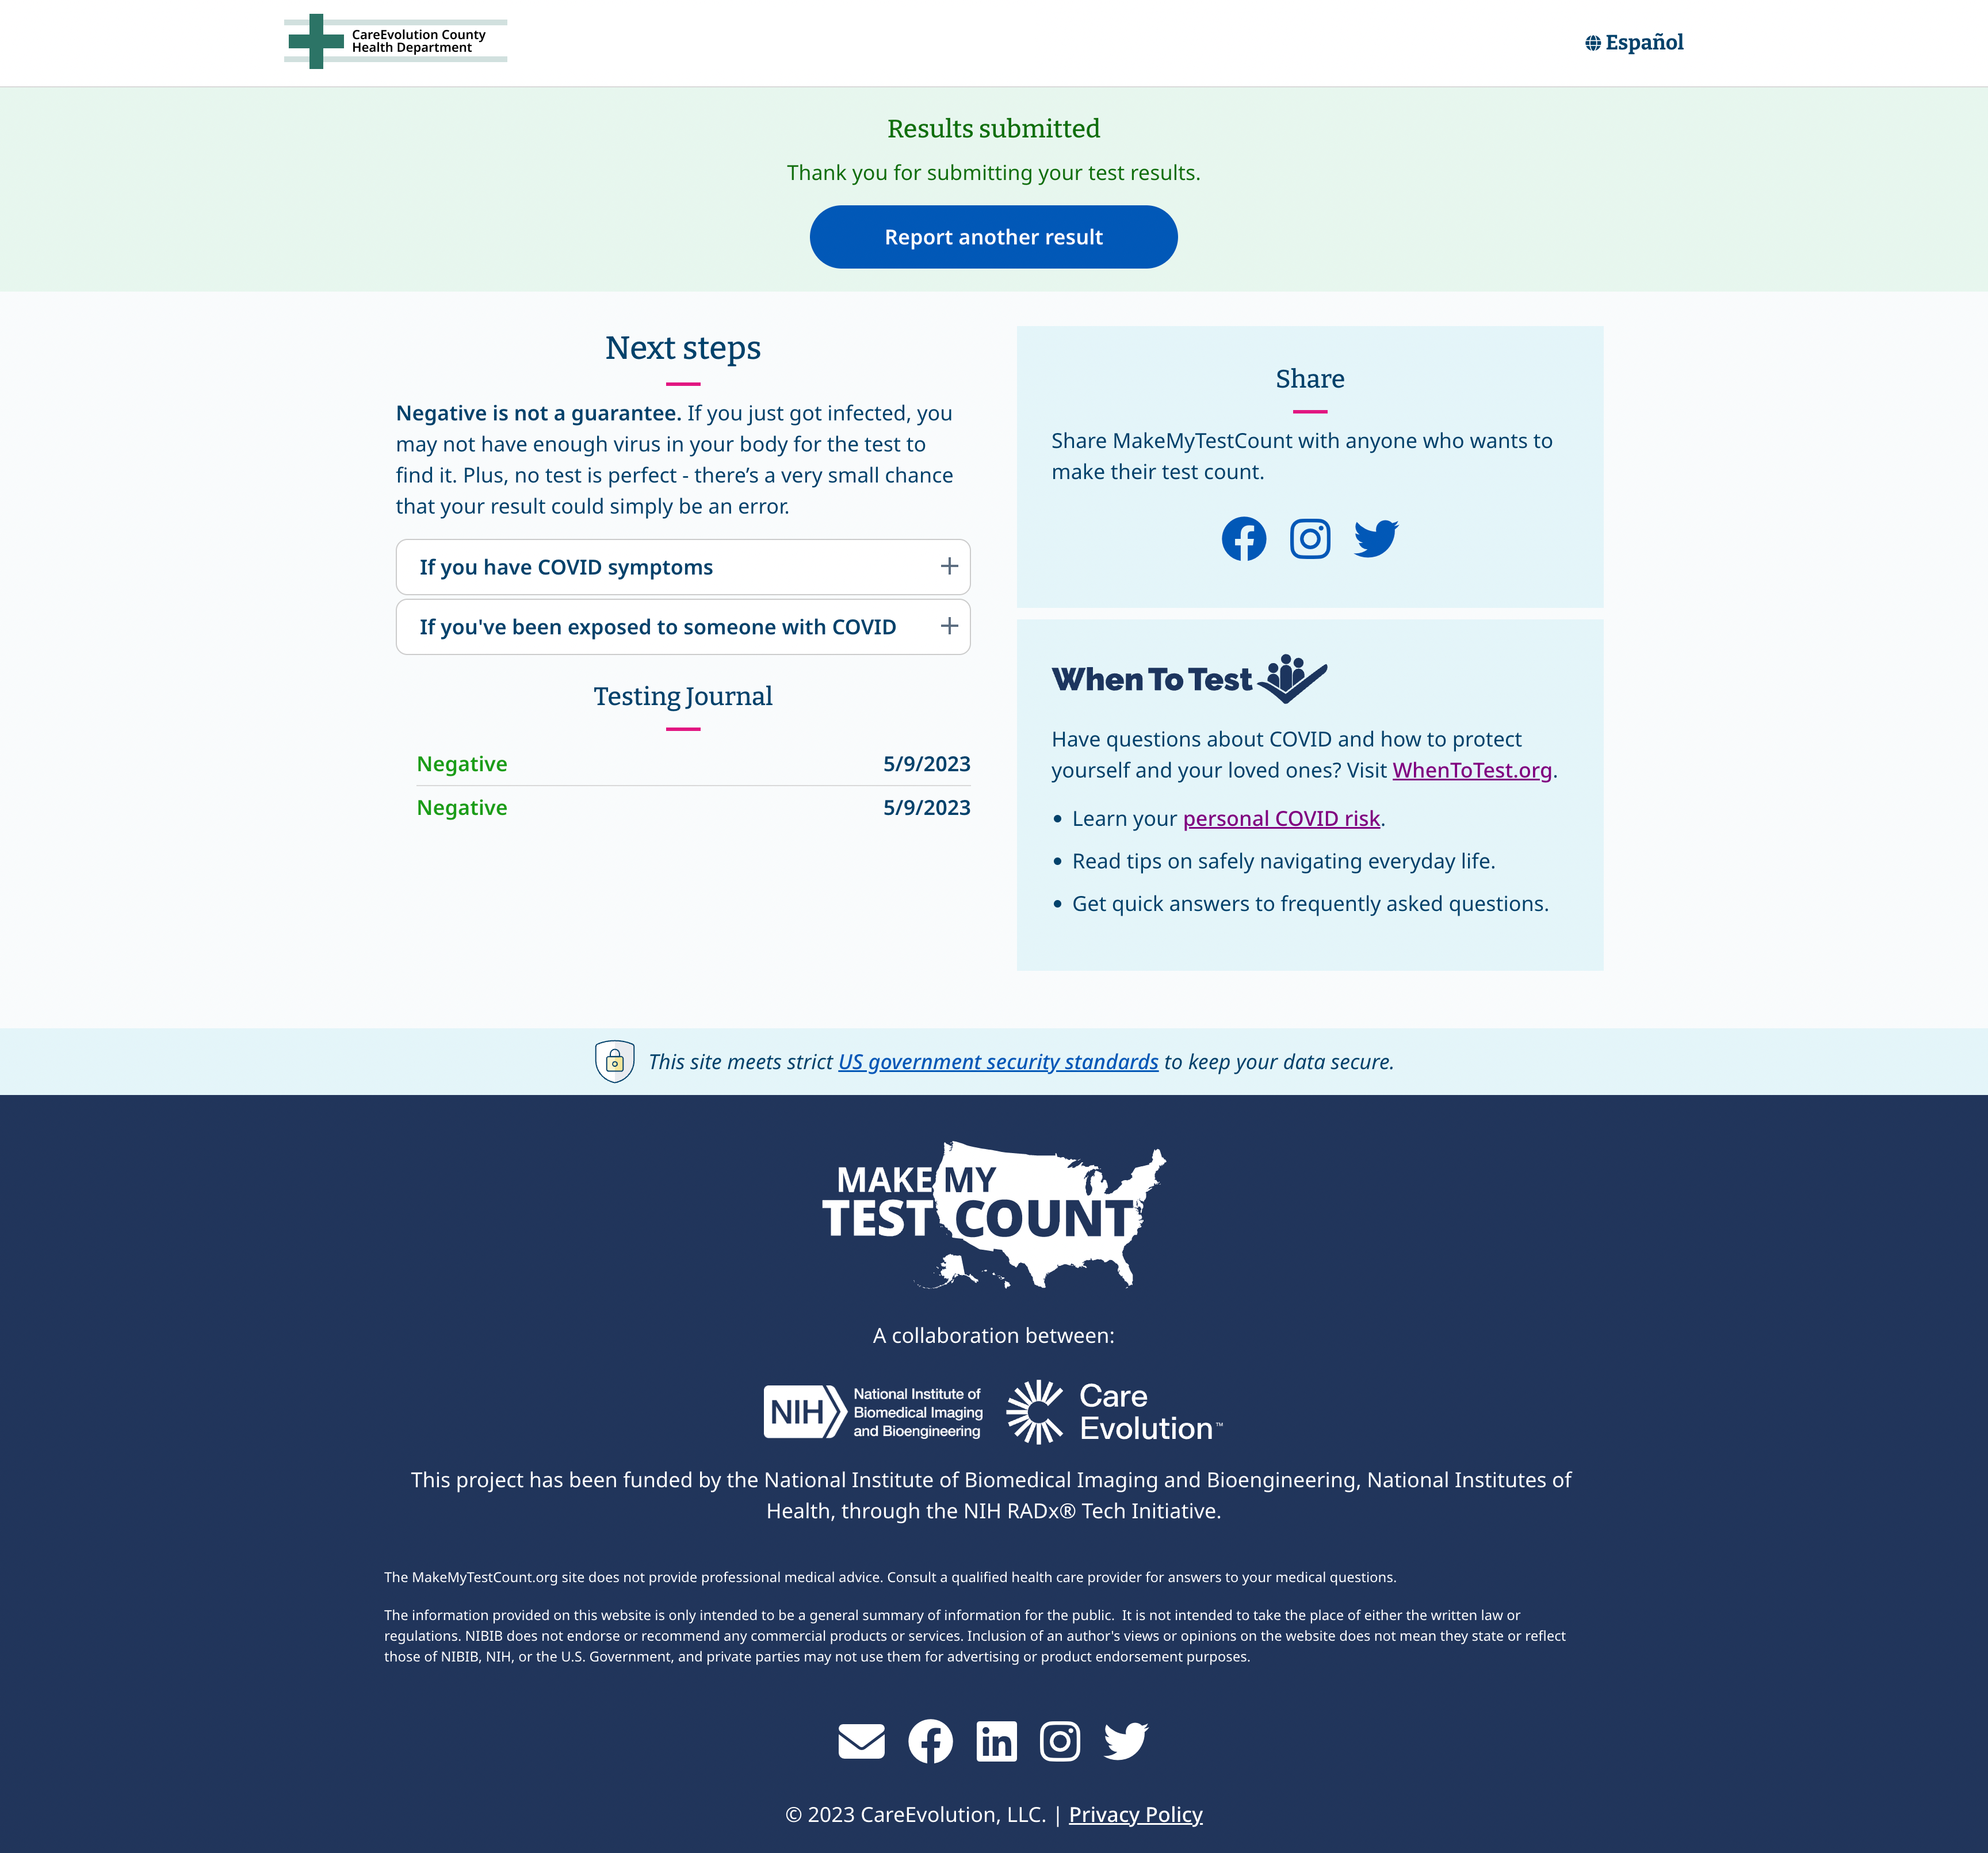 CareEvolution County
Health Department
Español
Results submitted
Thank you for submitting your test results.
Report another result
Next steps
Negative is not a guarantee. If you just got infected, you
may not have enough virus in your body for the test to
find it. Plus, no test is perfect - there’s a very small chance
that your result could simply be an error.
If you have COVID symptoms
If you've been exposed to someone with COVID
Testing Journal
Negative 5/9/2023
Negative 5/9/2023
Share
Share MakeMyTestCount with anyone who wants to
make their test count.
When To Test
Have questions about COVID and how to protect
yourself and your loved ones? Visit WhenToTest.org.
• Learn your personal COVID risk.
• Read tips on safely navigating everyday life.
• Get quick answers to frequently asked questions.
This site meets strict US government security standards to keep your data secure.
MAKE MY
TEST COUNT
A collaboration between:
NIH
National Institute of
Biomedical Imaging
and Bioengineering
Care
Evolution™
This project has been funded by the National Institute of Biomedical Imaging and Bioengineering, National Institutes of
Health, through the NIH RADx® Tech Initiative.
The MakeMyTestCount.org site does not provide professional medical advice. Consult a qualified health care provider for answers to your medical questions.
The information provided on this website is only intended to be a general summary of information for the public.  It is not intended to take the place of either the written law or
regulations. NIBIB does not endorse or recommend any commercial products or services. Inclusion of an author's views or opinions on the website does not mean they state or reflect
those of NIBIB, NIH, or the U.S. Government, and private parties may not use them for advertising or product endorsement purposes.
in
© 2023 CareEvolution, LLC. | Privacy Policy